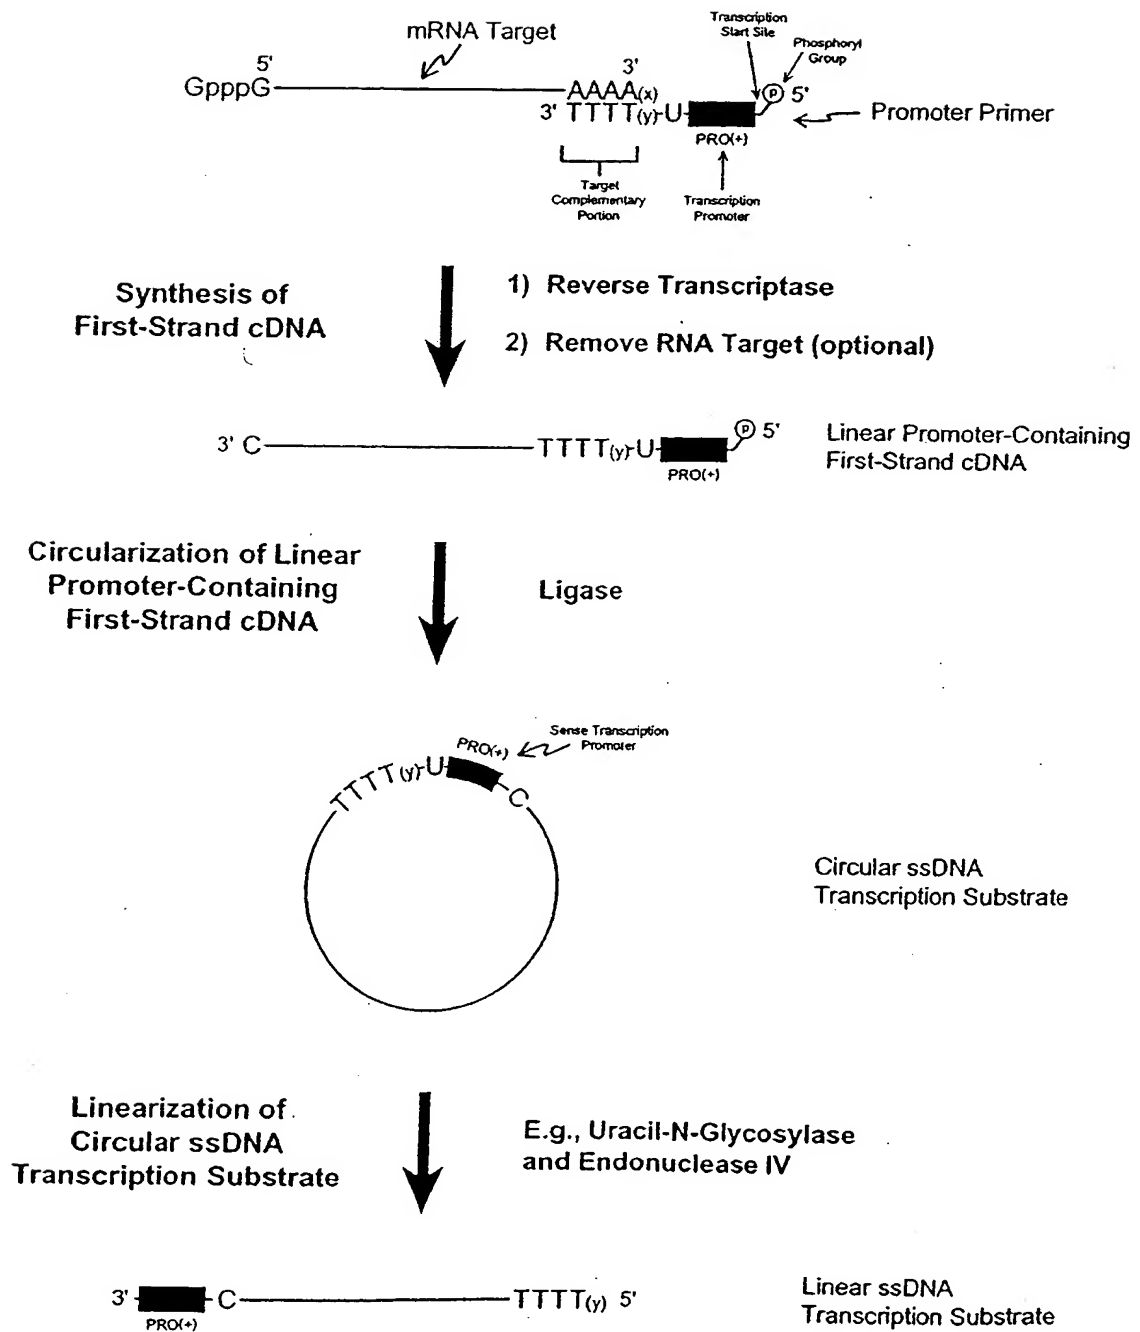 mRNA Target
Transcription
Start Site
Phosphoryl
Group
5'
3'
GpppG
AAAA(x)
P 5'
3' TTTT(y)-U
Promoter Primer
PRO(+)
Target
Complementary
Portion
Transcription
Promoter
Synthesis of
First-Strand cDNA
1) Reverse Transcriptase
2) Remove RNA Target (optional)
3' C
TTTT(y)-U
P 5'
PRO(+)
Linear Promoter-Containing
First-Strand cDNA
Circularization of Linear
Promoter-Containing
First-Strand cDNA
Ligase
Sense Transcription
Promoter
PRO(+)
TTTT(y)-U
C
Circular ssDNA
Transcription Substrate
Linearization of
Circular ssDNA
Transcription Substrate
E.g., Uracil-N-Glycosylase
and Endonuclease IV
3'
C
TTTT(y) 5'
PRO(+)
Linear ssDNA
Transcription Substrate